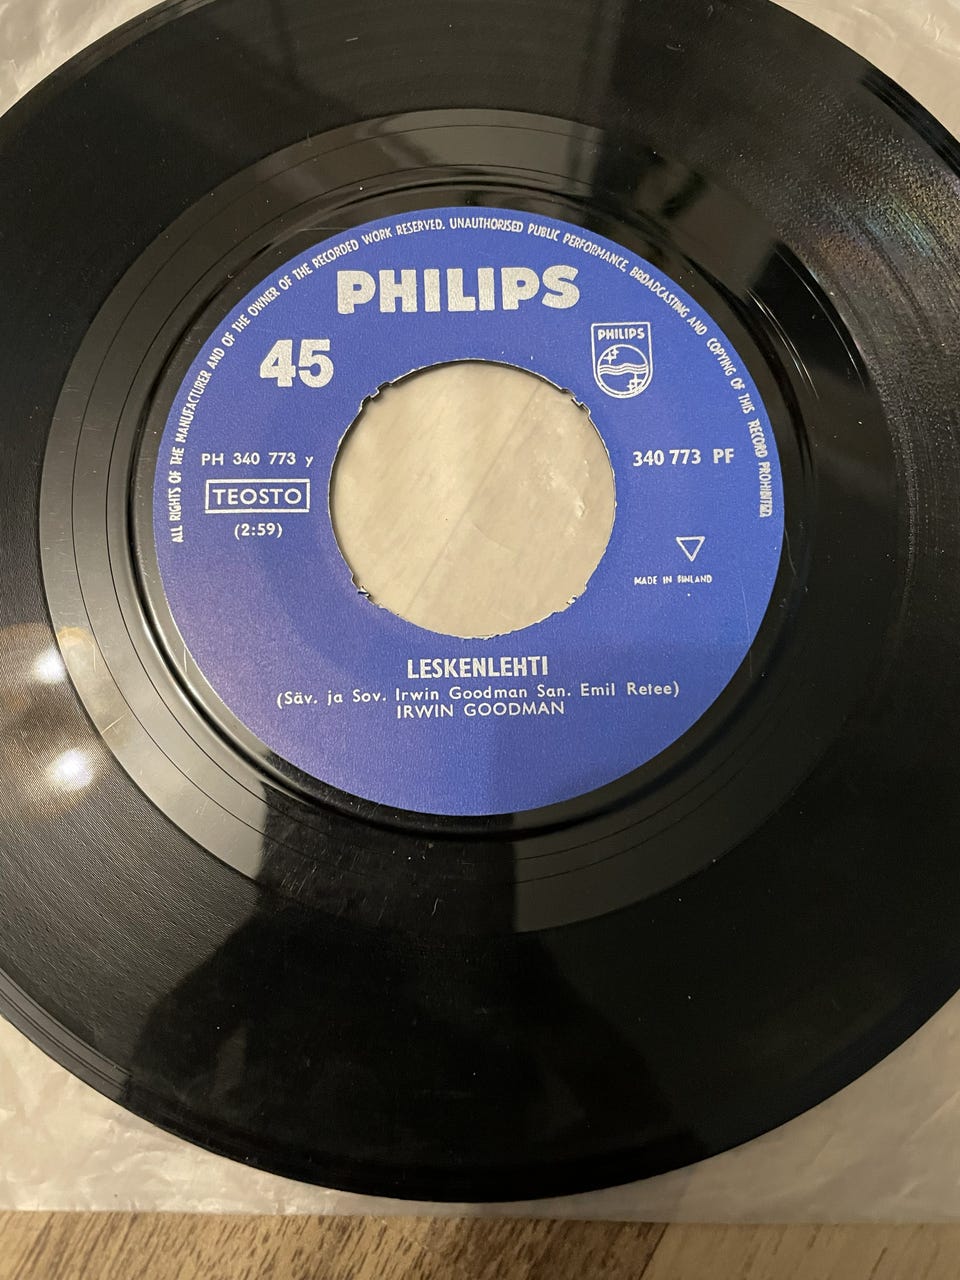 ALL RIGHTS OF THE MANUFACTURER AND OF THE OWNER OF THE RECORDED WORK RESERVED. UNAUTHORISED PUBLIC PERFORMANCE, BROADCASTING AND COPYING OF THIS RECORD PROHIBITED.
PHILIPS
45
PHILIPS
PH 340 773 y
340 773 PF
TEOSTO
(2:59)
MADE IN FINLAND
LESKENLEHTI
(Säv. ja Sov. Irwin Goodman San. Emil Retee)
IRWIN GOODMAN